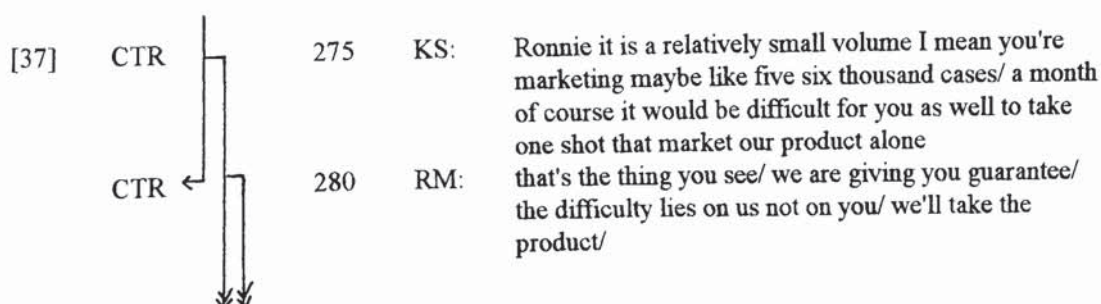 [37] CTR 275 KS: Ronnie it is a relatively small volume I mean you're
marketing maybe like five six thousand cases/ a month
of course it would be difficult for you as well to take
one shot that market our product alone
CTR 280 RM: that's the thing you see/ we are giving you guarantee/
the difficulty lies on us not on you/ we'll take the
product/